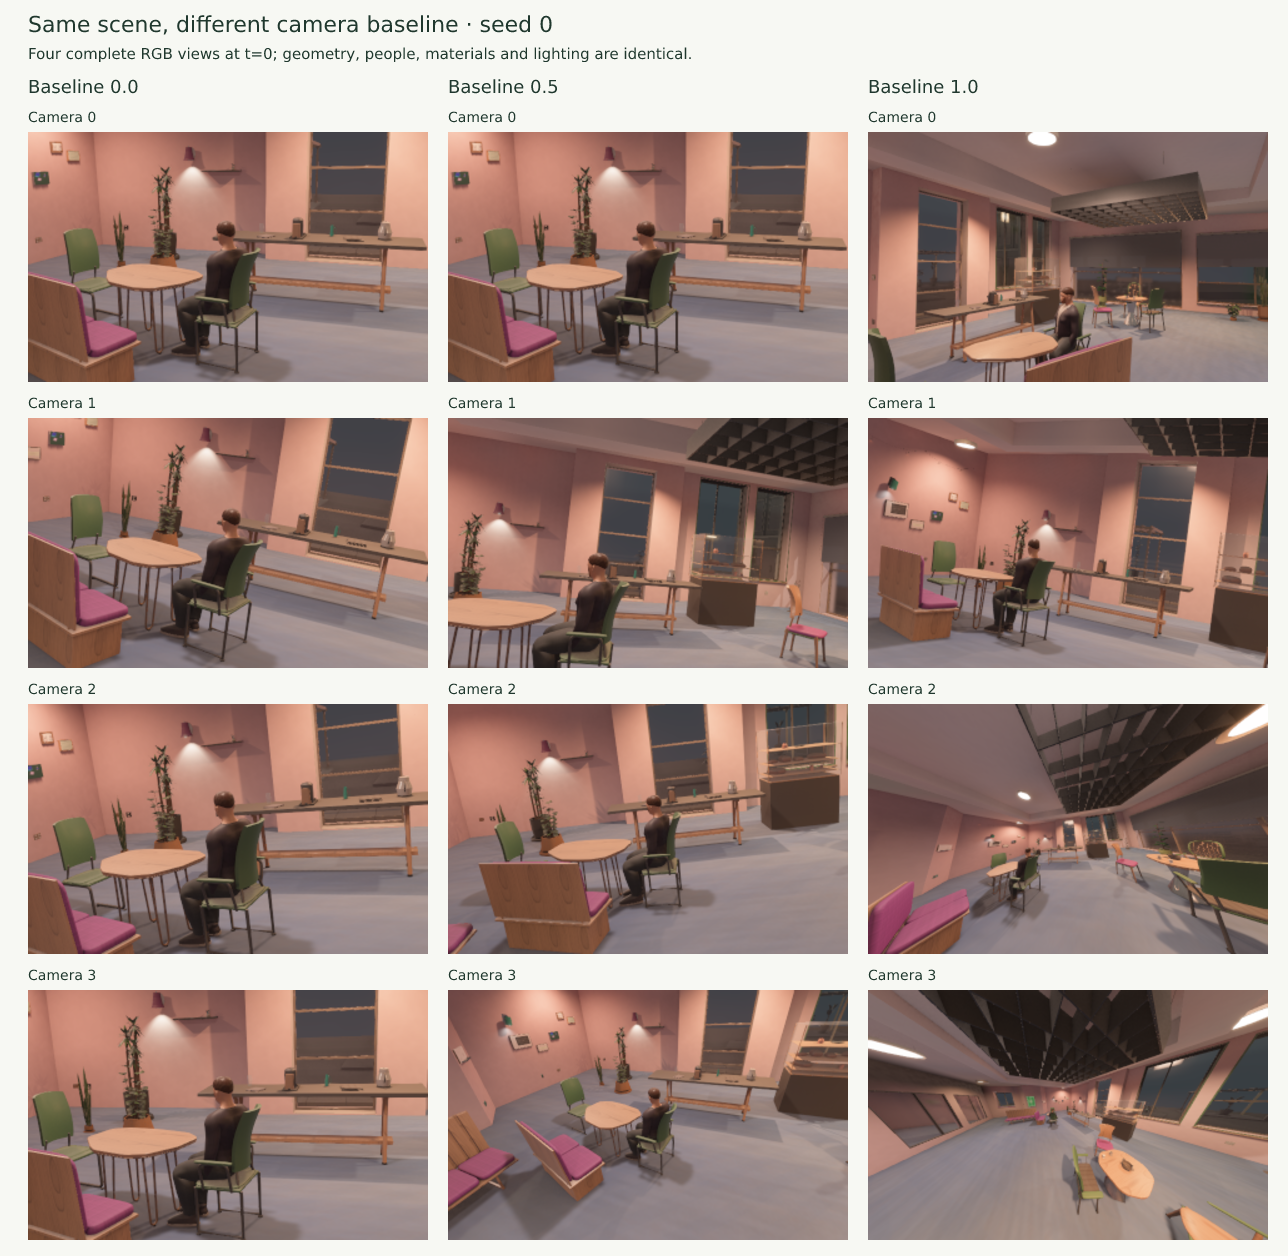 Same scene, different camera baseline · seed 0
Four complete RGB views at t=0; geometry, people, materials and lighting are identical.
Baseline 0.0
Baseline 0.5
Baseline 1.0
Camera 0
Camera 0
Camera 0
Camera 1
Camera 1
Camera 1
Camera 2
Camera 2
Camera 2
Camera 3
Camera 3
Camera 3